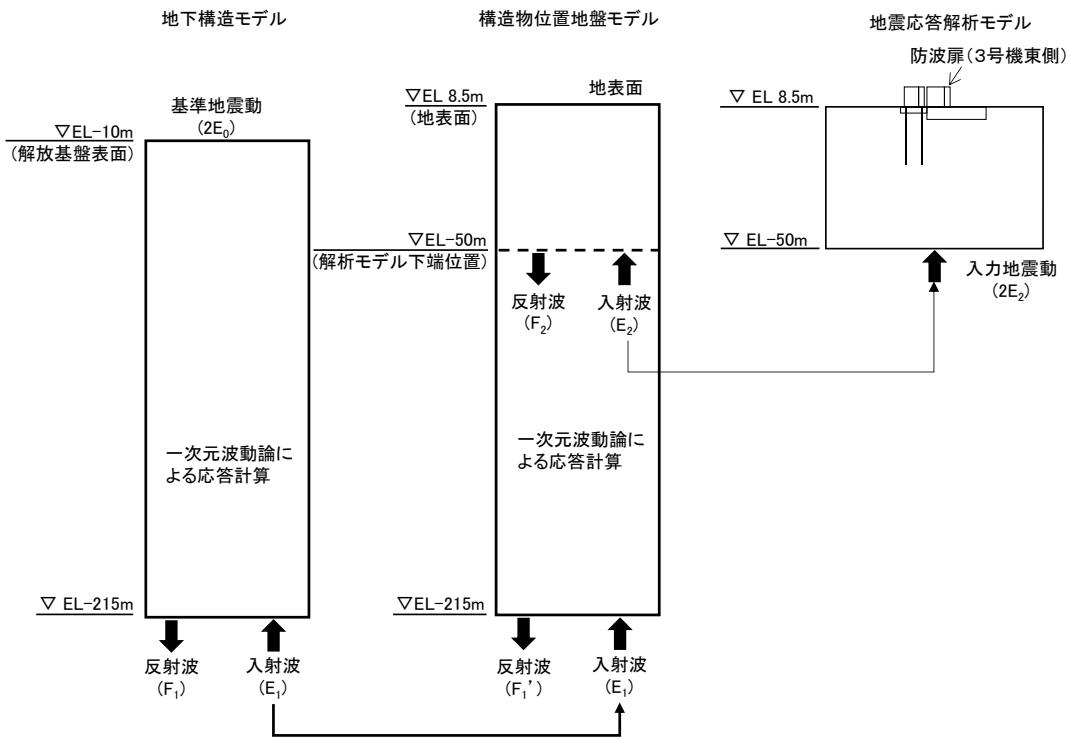 地下構造モデル
基準地震動
(2E₀)
▽EL-10m
(解放基盤表面)
一次元波動論に
よる応答計算
▽ EL-215m
反射波
(F₁)
入射波
(E₁)
構造物位置地盤モデル
▽EL 8.5m
(地表面)
地表面
▽EL-50m
(解析モデル下端位置)
反射波
(F₂)
入射波
(E₂)
一次元波動論に
よる応答計算
▽EL-215m
反射波
(F₁')
入射波
(E₁)
地震応答解析モデル
防波扉(3号機東側)
▽ EL 8.5m
▽ EL-50m
入力地震動
(2E₂)